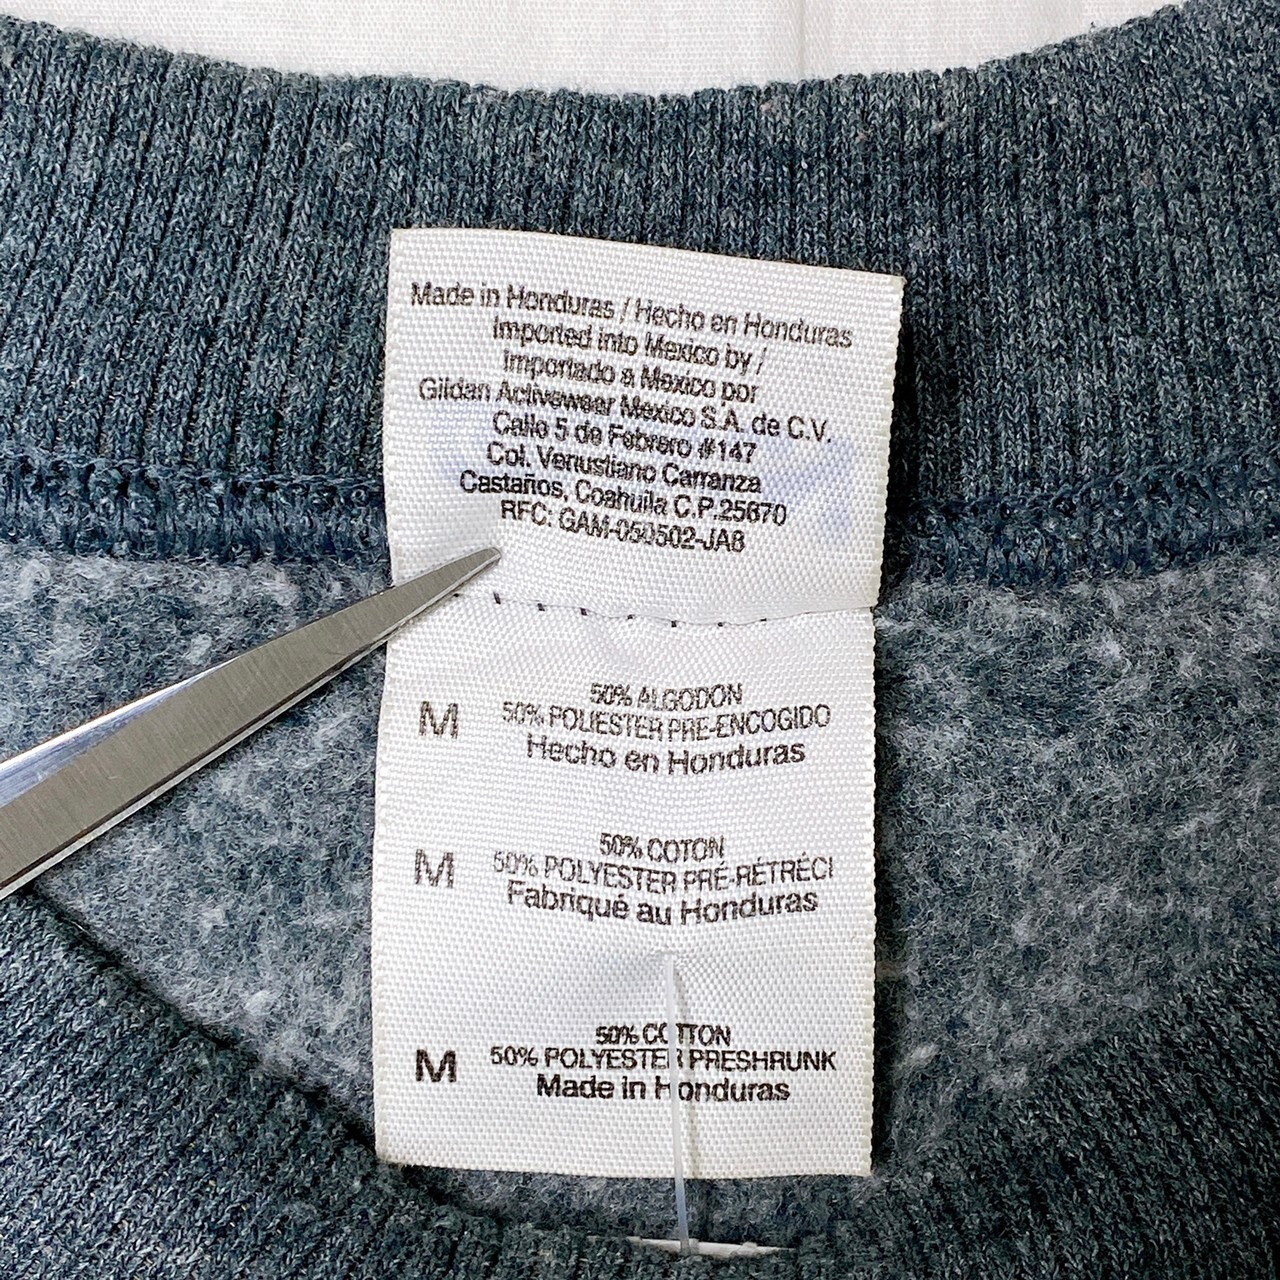 Made in Honduras / Hecho en Honduras
Imported into Mexico by /
Importado a Mexico por
Gildan Activewear Mexico S.A. de C.V.
Calle 5 de Febrero #147
Col. Venustiano Carranza
Castaños, Coahuila C.P.25870
RFC: GAM-050502-JA8
M
50% ALGODON
50% POLIESTER PRE-ENCOGIDO
Hecho en Honduras
M
50% COTON
50% POLYESTER PRÉ-RÉTRÉCI
Fabriqué au Honduras
M
50% COTTON
50% POLYESTER PRESHRUNK
Made in Honduras